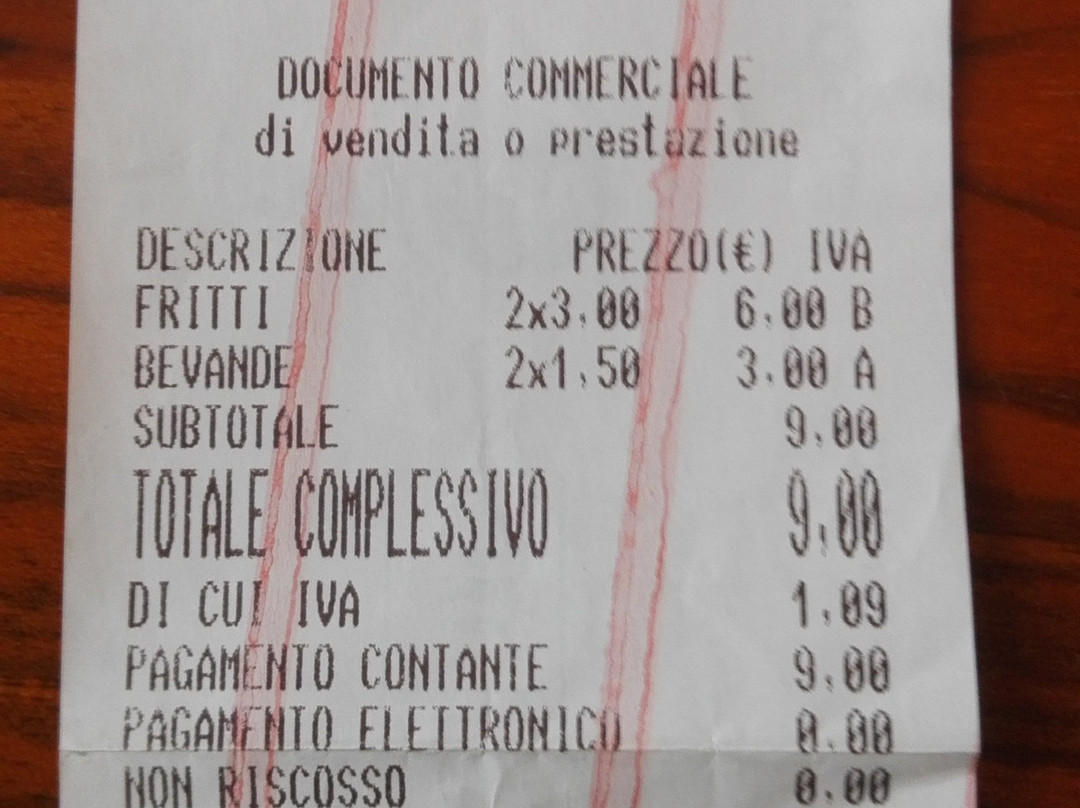 DOCUMENTO COMMERCIALE
di vendita o prestazione
DESCRIZIONE PREZZO(€) IVA
FRITTI 2x3,00 6,00 B
BEVANDE 2x1,50 3,00 A
SUBTOTALE 9,00
TOTALE COMPLESSIVO 9,00
DI CUI IVA 1,09
PAGAMENTO CONTANTE 9,00
PAGAMENTO ELETTRONICO 0,00
NON RISCOSSO 0,00